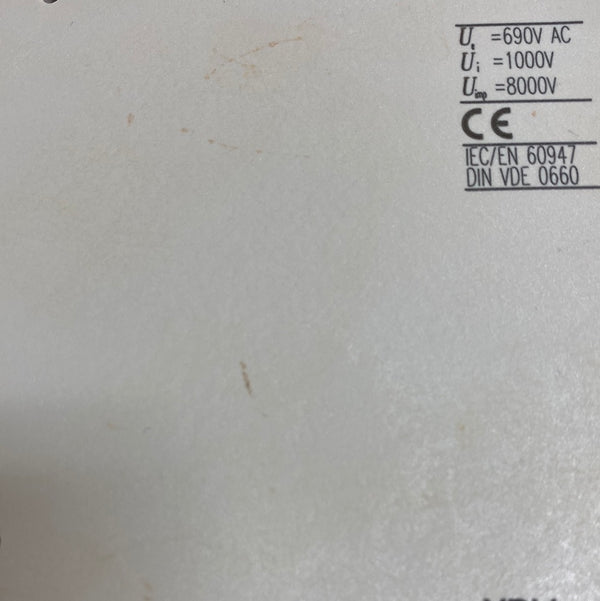 Ue =690V AC
Ui =1000V
Uimp =8000V
CE
IEC/EN 60947
DIN VDE 0660